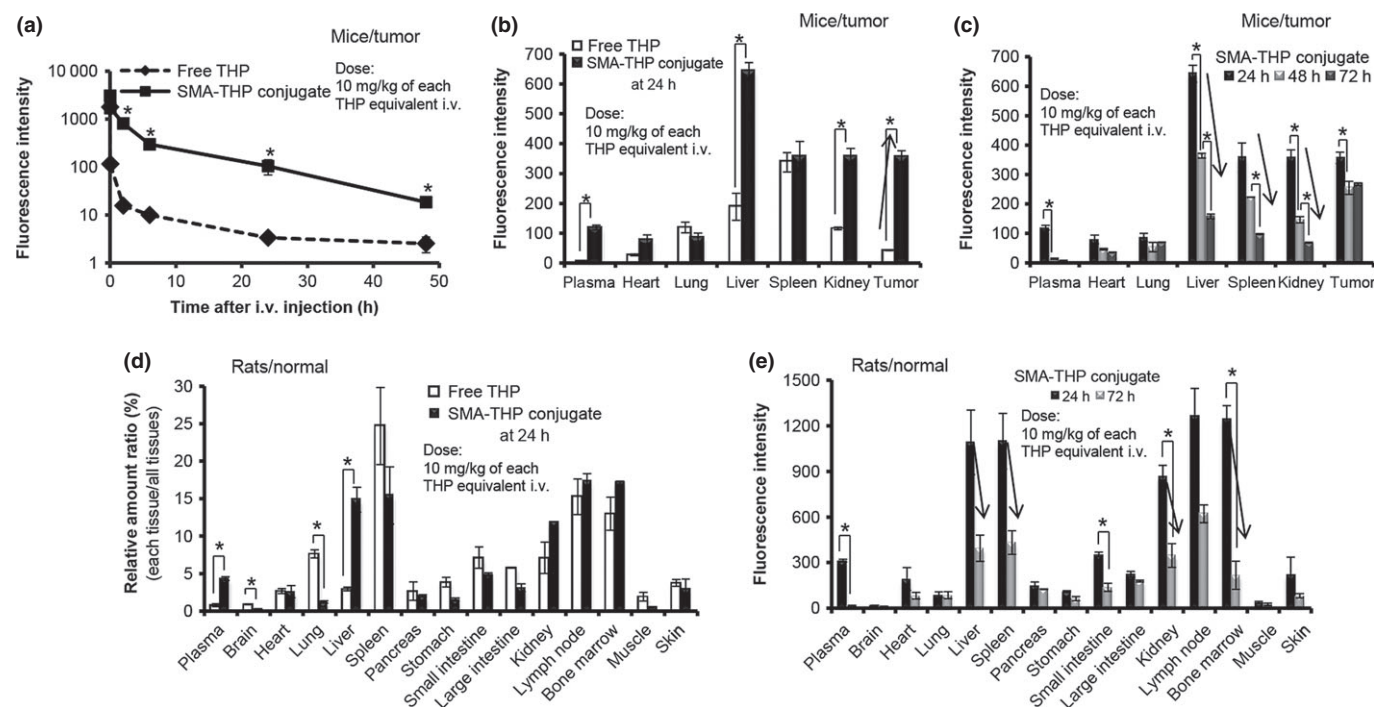 (a)
Mice/tumor
Fluorescence intensity
10 000
1000
100
10
1
Free THP
SMA-THP conjugate
Dose:
10 mg/kg of each
THP equivalent i.v.
*
*
*
*
0 10 20 30 40 50
Time after i.v. injection (h)
(b)
Mice/tumor
Fluorescence intensity
700
600
500
400
300
200
100
0
Free THP
SMA-THP conjugate
at 24 h
Dose:
10 mg/kg of each
THP equivalent i.v.
*
*
*
*
Plasma Heart Lung Liver Spleen Kidney Tumor
(c)
Mice/tumor
Fluorescence intensity
700
600
500
400
300
200
100
0
SMA-THP conjugate
24 h 48 h 72 h
Dose:
10 mg/kg of each
THP equivalent i.v.
*
*
*
*
*
*
*
Plasma Heart Lung Liver Spleen Kidney Tumor
(d)
Rats/normal
Relative amount ratio (%)
(each tissue/all tissues)
30
25
20
15
10
5
0
Free THP
SMA-THP conjugate
at 24 h
Dose:
10 mg/kg of each
THP equivalent i.v.
*
*
*
*
Plasma
Brain
Heart
Lung
Liver
Spleen
Pancreas
Stomach
Small intestine
Large intestine
Kidney
Lymph node
Bone marrow
Muscle
Skin
(e)
Rats/normal
Fluorescence intensity
1500
1200
900
600
300
0
SMA-THP conjugate
24 h 72 h
Dose:
10 mg/kg of each
THP equivalent i.v.
*
*
*
*
Plasma
Brain
Heart
Lung
Liver
Spleen
Pancreas
Stomach
Small intestine
Large intestine
Kidney
Lymph node
Bone marrow
Muscle
Skin